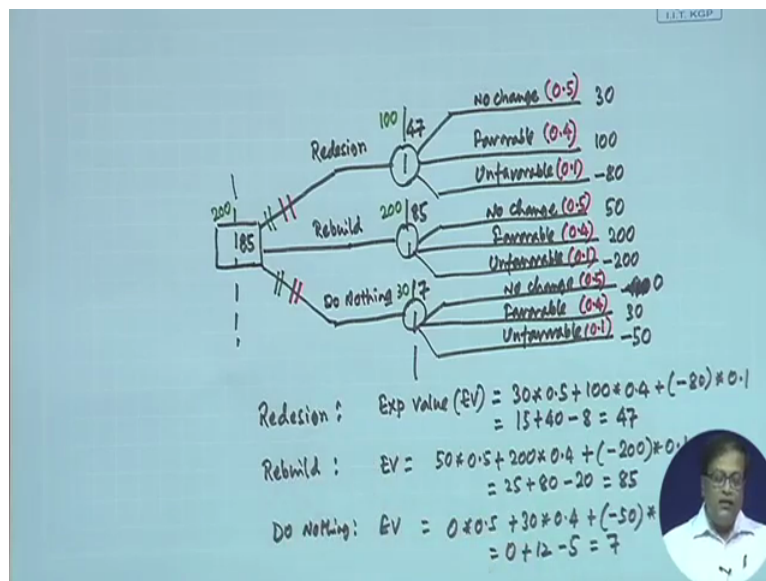 I.I.T. KGP
No change (0.5) 30
100 47
Redesign
Favorable (0.4) 100
1
Unfavorable (0.1) -80
200
200 85
No change (0.5) 50
185
Rebuild
Favorable (0.4) 200
1
Unfavorable (0.1) -200
No change (0.5) 0
Do Nothing 30 7
Favorable (0.4) 30
1
Unfavorable (0.1) -50
Redesign: Exp value (EV) = 30*0.5+100*0.4+(-80)*0.1
= 15+40-8 = 47
Rebuild: EV = 50*0.5+200*0.4+(-200)*0.1
= 25+80-20 = 85
Do Nothing: EV = 0*0.5+30*0.4+(-50)*
= 0+12-5 = 7